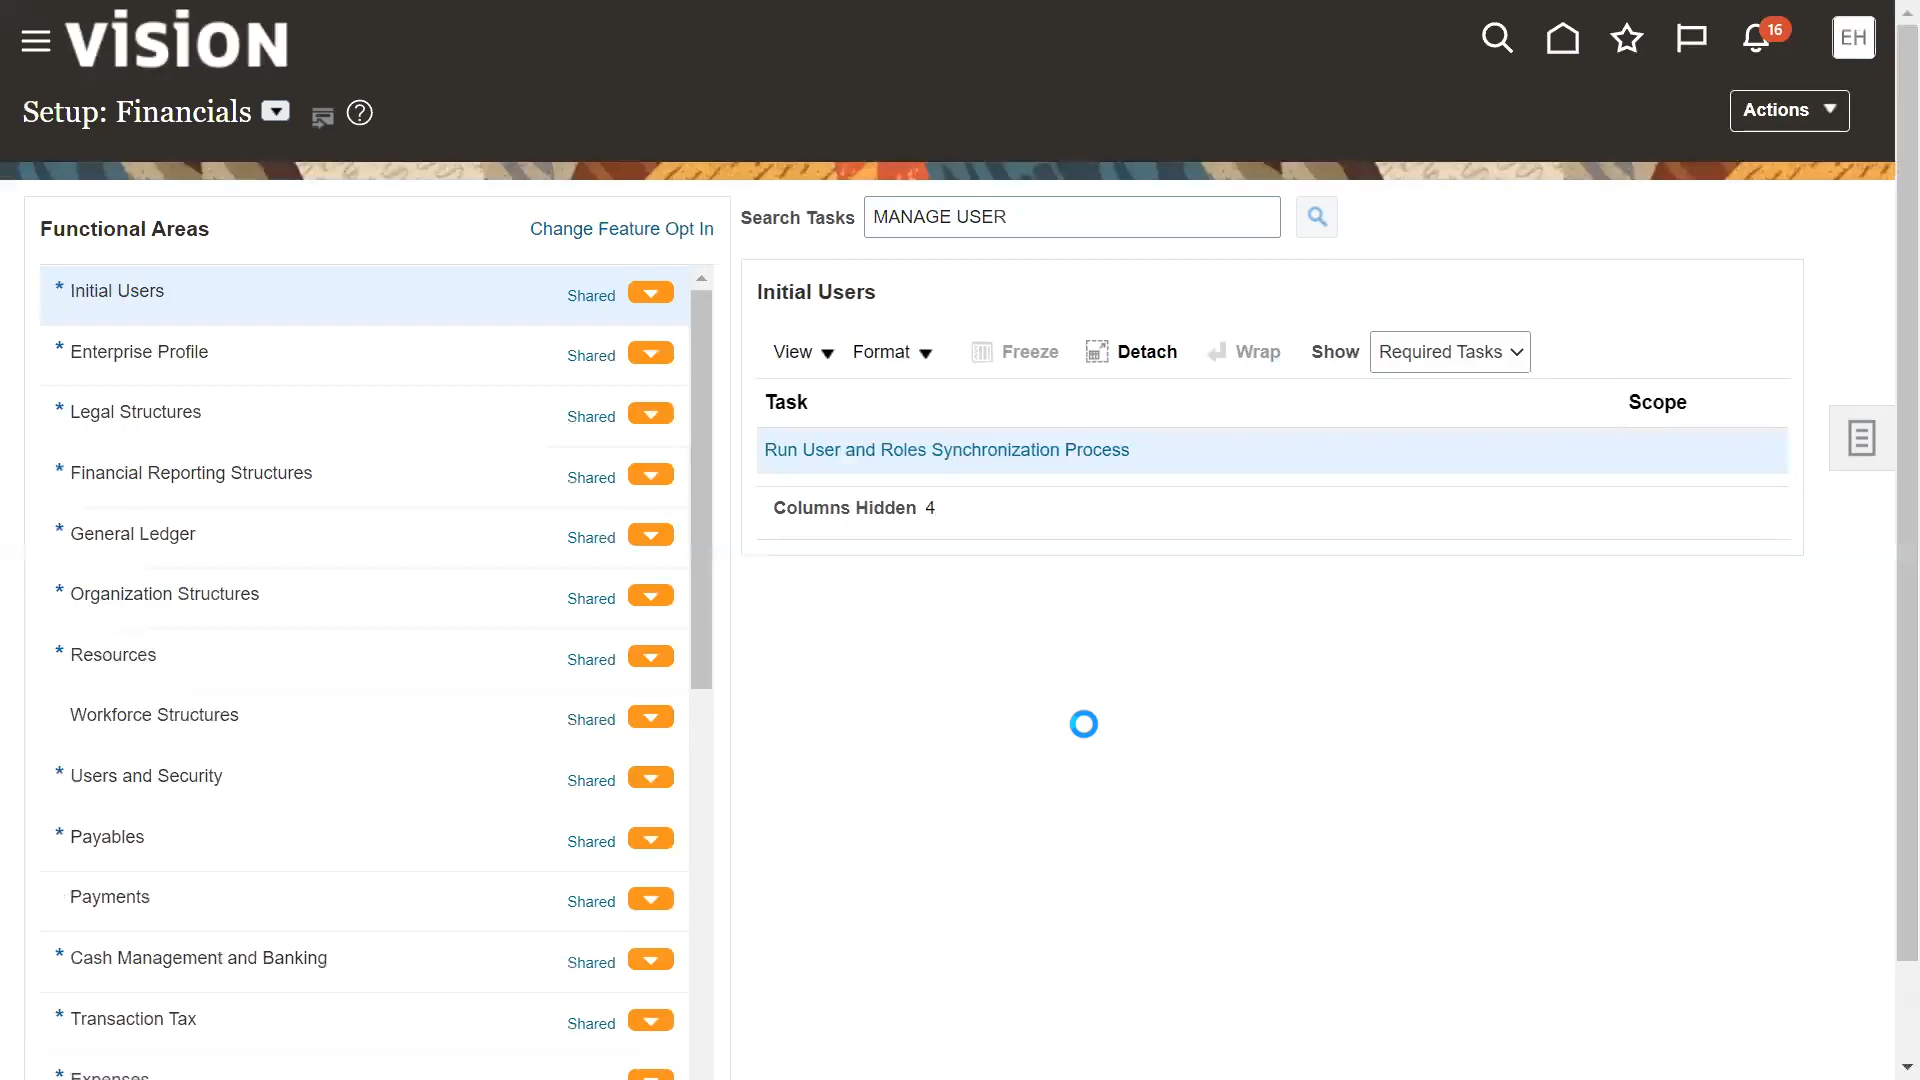 VISION
16
EH
Setup: Financials
Actions
Functional Areas
Change Feature Opt In
Search Tasks
MANAGE USER
* Initial Users Shared
* Enterprise Profile Shared
* Legal Structures Shared
* Financial Reporting Structures Shared
* General Ledger Shared
* Organization Structures Shared
* Resources Shared
Workforce Structures Shared
* Users and Security Shared
* Payables Shared
Payments Shared
* Cash Management and Banking Shared
* Transaction Tax Shared
* Expenses
Initial Users
View Format Freeze Detach Wrap Show Required Tasks
Task Scope
Run User and Roles Synchronization Process
Columns Hidden 4